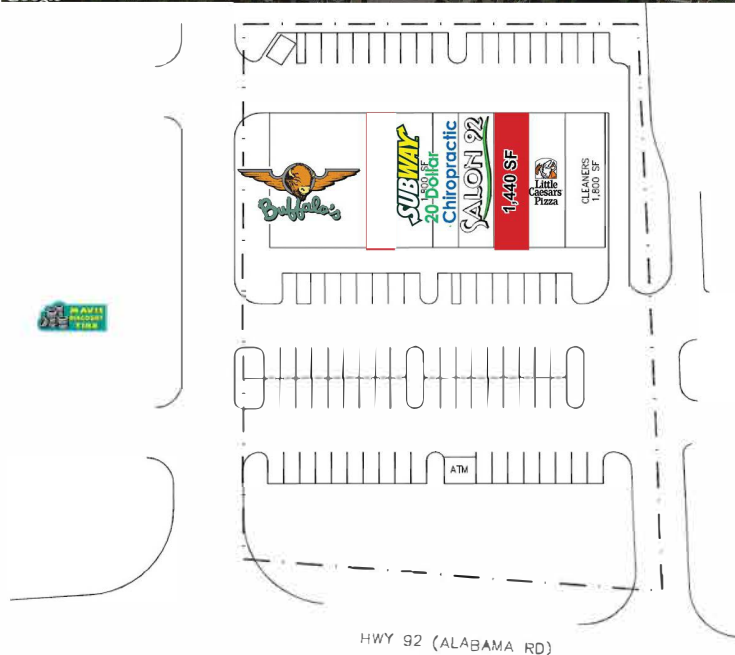 Buffalo's
SUBWAY
1,800 SF
20-Dollar
Chiropractic
SALON 92
1,440 SF
Little
Caesars
Pizza
CLEANERS
1,800 SF
MAVIS
DISCOUNT
TIRE
ATM
HWY 92 (ALABAMA RD)